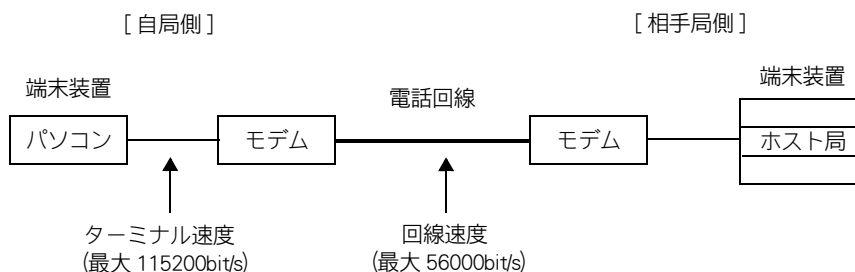 [ 自局側 ]
[ 相手局側 ]
端末装置
電話回線
端末装置
パソコン
モデム
モデム
ホスト局
ターミナル速度
(最大 115200bit/s)
回線速度
(最大 56000bit/s)